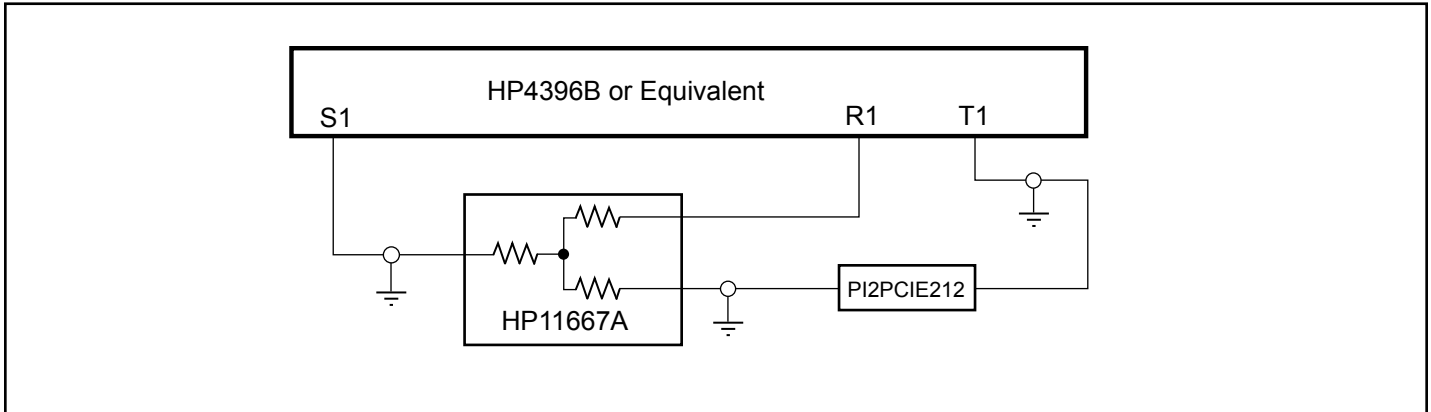 HP4396B or Equivalent
S1
R1
T1
PI2PCIE212
HP11667A